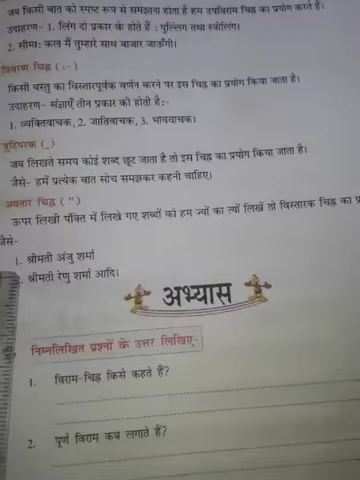 जब किसी बात को स्पष्ट रूप से समझना होता है हम उपविराम चिह्न का प्रयोग करते हैं।
उदाहरण- 1. लिंग दो प्रकार के होते हैं : पुल्लिंग तथा स्त्रीलिंग।
2. सीमा: कल मैं तुम्हारे साथ बाजार जाऊँगी।
विवरण चिह्न (:-)
किसी वस्तु का विस्तारपूर्वक वर्णन करने पर इस चिह्न का प्रयोग किया जाता है।
उदाहरण- संज्ञाएँ तीन प्रकार की होती है:-
1. व्यक्तिवाचक, 2. जातिवाचक, 3. भाववाचक।
त्रुटिपरक (‸)
जब लिखते समय कोई शब्द छूट जाता है तो इस चिह्न का प्रयोग किया जाता है।
जैसे- हमें प्रत्येक बात सोच समझकर कहनी चाहिए।
अवतार चिह्न (")
ऊपर लिखी पंक्ति में लिखे गए शब्दों को हम ज्यों का त्यों लिखें तो विस्तारक चिह्न का
जैसे-
1. श्रीमती अंजु शर्मा
श्रीमती रेणु शर्मा आदि।
अभ्यास
निम्नलिखित प्रश्नों के उत्तर लिखिए-
1. विराम-चिह्न किसे कहते हैं?
2. पूर्ण विराम कब लगाते हैं?